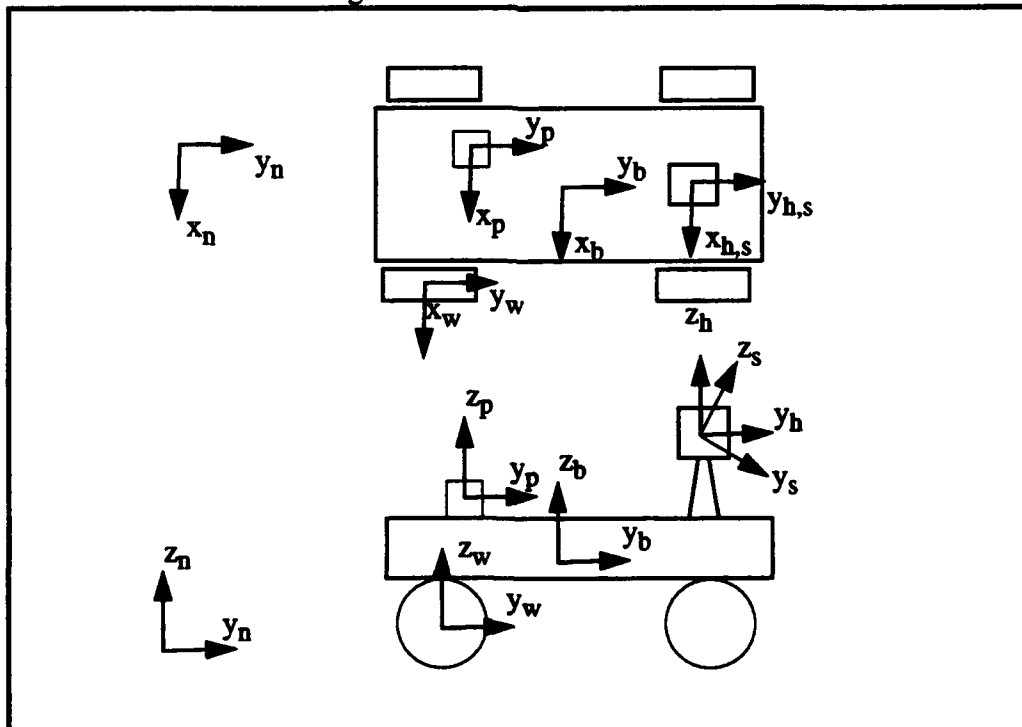 g
y_p
y_n
y_b
x_n
x_p
y_h,s
x_b
x_h,s
y_w
x_w
z_h
z_s
z_p
y_h
y_p
z_b
y_s
z_n
z_w
y_b
y_w
y_n